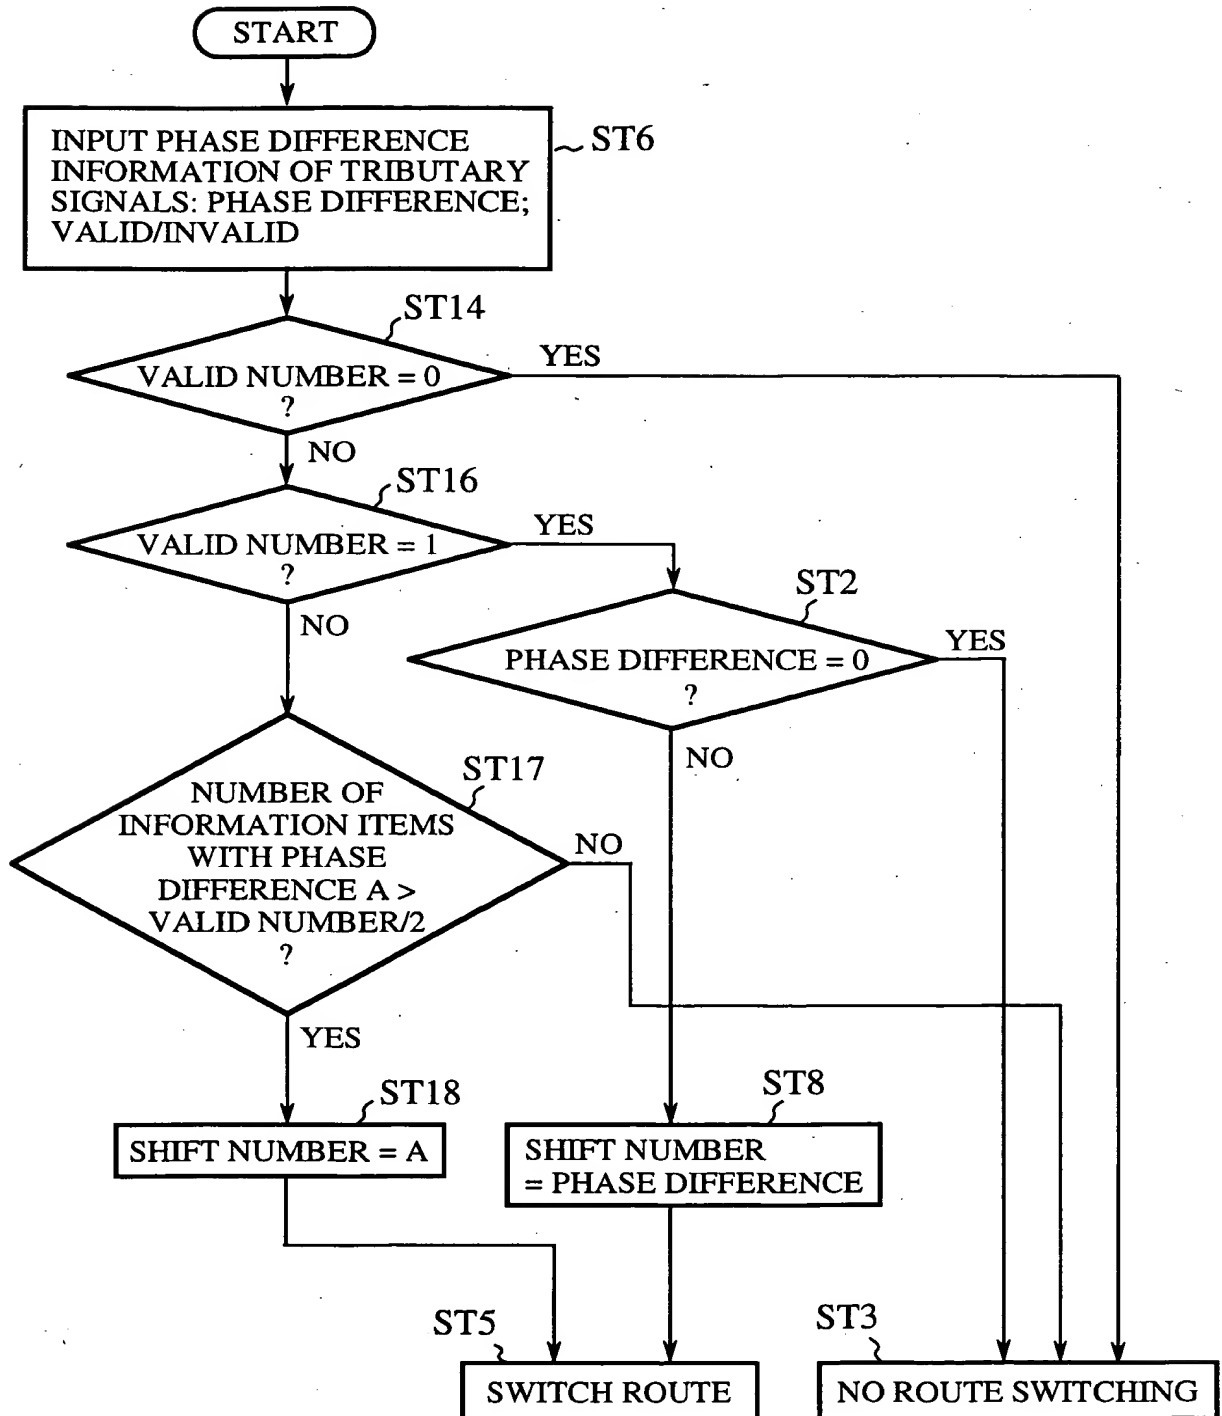 START
INPUT PHASE DIFFERENCE
INFORMATION OF TRIBUTARY
SIGNALS: PHASE DIFFERENCE;
VALID/INVALID
ST6
ST14
VALID NUMBER = 0
?
YES
NO
ST16
VALID NUMBER = 1
?
YES
NO
ST2
PHASE DIFFERENCE = 0
?
YES
NO
ST17
NUMBER OF
INFORMATION ITEMS
WITH PHASE
DIFFERENCE A >
VALID NUMBER/2
?
NO
YES
ST18
SHIFT NUMBER = A
ST8
SHIFT NUMBER
= PHASE DIFFERENCE
ST5
SWITCH ROUTE
ST3
NO ROUTE SWITCHING